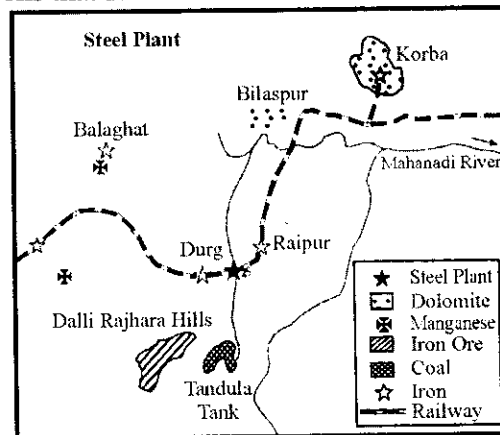 Steel Plant
Korba
Bilaspur
Balaghat
Mahanadi River
Durg
Raipur
Dalli Rajhara Hills
Tandula
Tank
Steel Plant
Dolomite
Manganese
Iron Ore
Coal
Iron
Railway